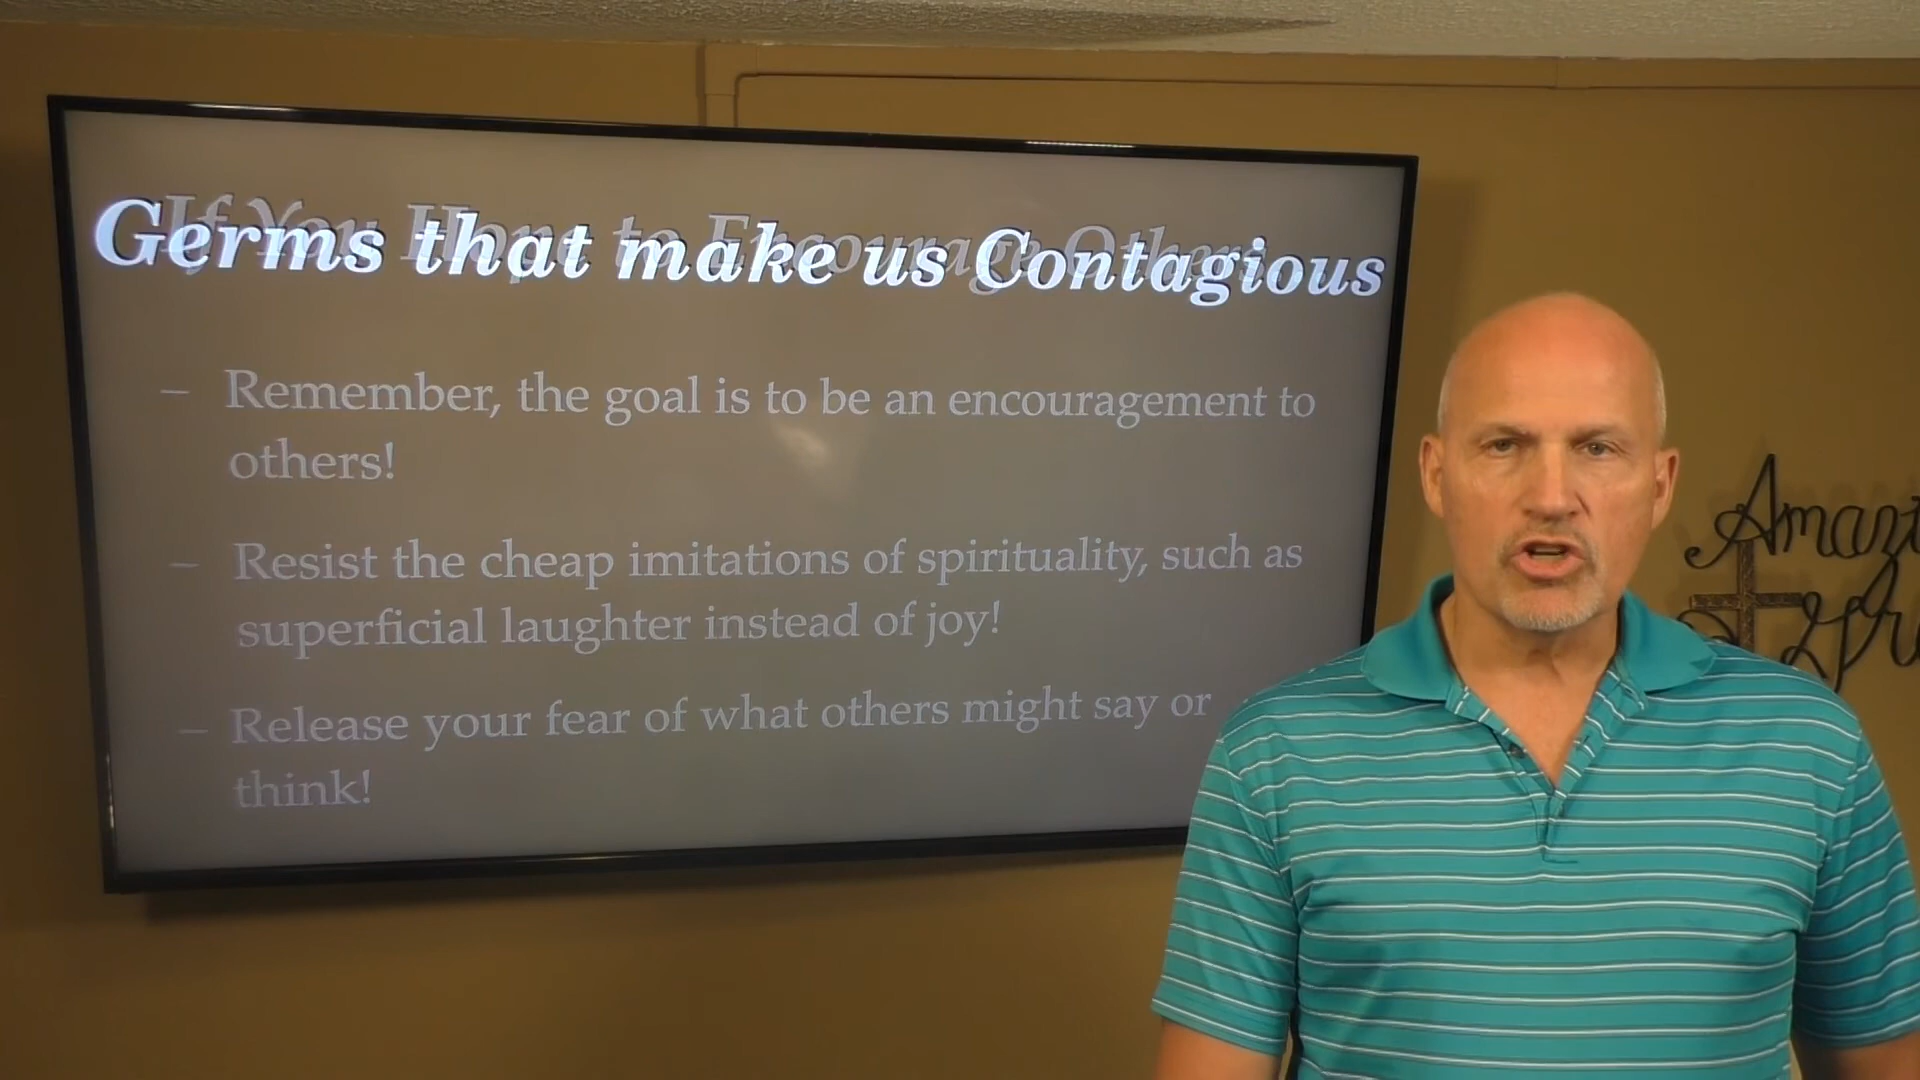 If You Hope to Encourage Others
Germs that make us Contagious
– Remember, the goal is to be an encouragement to
others!
– Resist the cheap imitations of spirituality, such as
superficial laughter instead of joy!
– Release your fear of what others might say or
think!